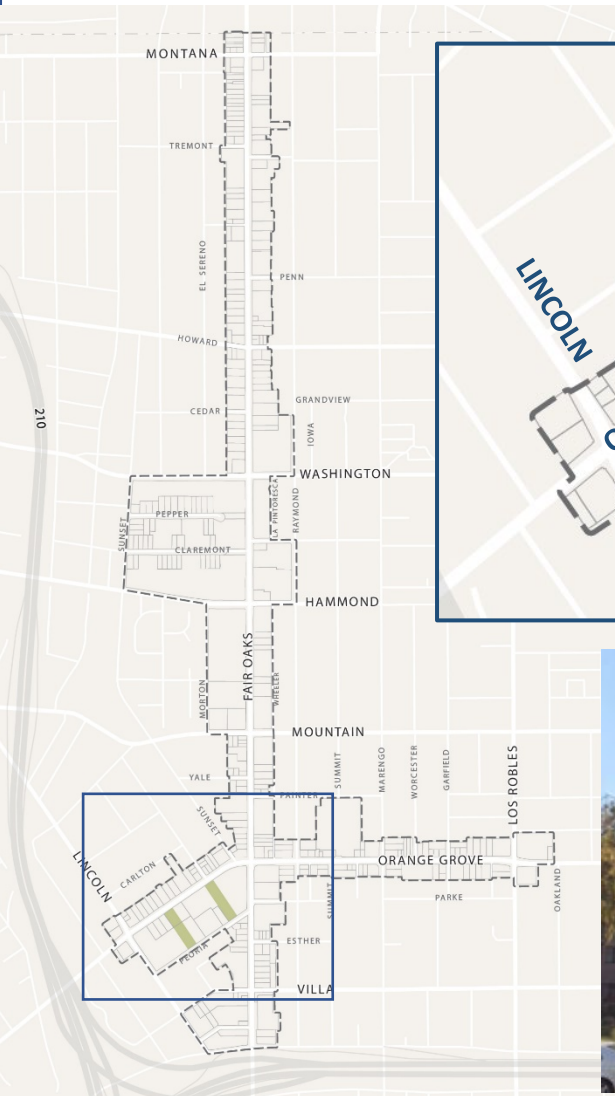 MONTANA
TREMONT
EL SERENO
PENN
LINCOLN
HOWARD
210
CEDAR
GRANDVIEW
IOWA
WASHINGTON
LA PINTORESCA
RAYMOND
PEPPER
SUNSET
CLAREMONT
HAMMOND
FAIR OAKS
MORTON
WHEELER
MOUNTAIN
SUMMIT
MARENGO
WORCESTER
GARFIELD
LOS ROBLES
YALE
PAINTER
SUNSET
LINCOLN
CARLTON
ORANGE GROVE
SUMMIT
PARKE
OAKLAND
PEORIA
ESTHER
VILLA